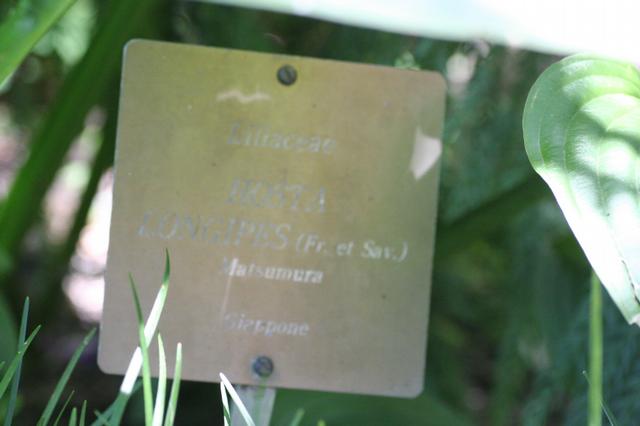 Liliaceae
HOSTA
LONGIPES (Fr. et Sav.)
Matsumura
Giappone